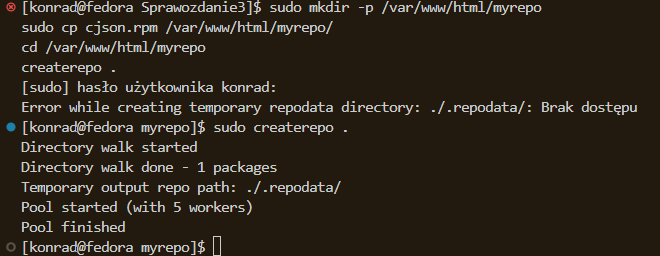 [konrad@fedora Sprawozdanie3]$ sudo mkdir -p /var/www/html/myrepo
sudo cp cjson.rpm /var/www/html/myrepo/
cd /var/www/html/myrepo
createrepo .
[sudo] hasło użytkownika konrad:
Error while creating temporary repodata directory: ./.repodata/: Brak dostępu
[konrad@fedora myrepo]$ sudo createrepo .
Directory walk started
Directory walk done - 1 packages
Temporary output repo path: ./.repodata/
Pool started (with 5 workers)
Pool finished
[konrad@fedora myrepo]$